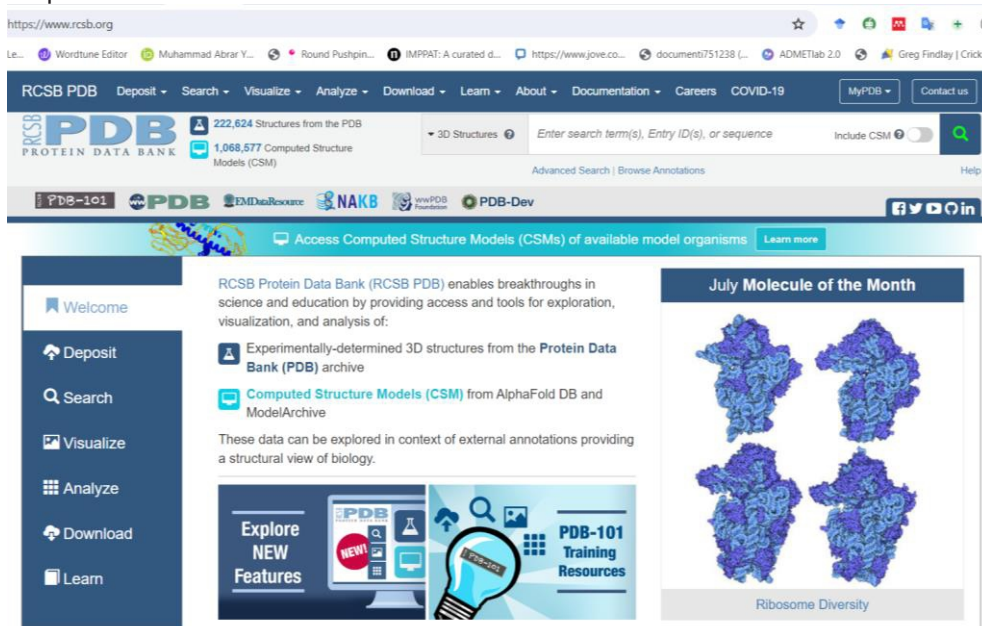 https://www.rcsb.org
Le... Wordtune Editor Muhammad Abrar Y... Round Pushpin... IMPPAT: A curated d... https://www.jove.co... documenti751238 (... ADMETlab 2.0 Greg Findlay | Crick
RCSB PDB Deposit Search Visualize Analyze Download Learn About Documentation Careers COVID-19 MyPDB Contact us
RCSB PDB
PROTEIN DATA BANK
222,624 Structures from the PDB
1,068,577 Computed Structure
Models (CSM)
3D Structures Enter search term(s), Entry ID(s), or sequence Include CSM
Advanced Search | Browse Annotations Help
PDB-101 PDB EMDataResource NAKB wwPDB Foundation PDB-Dev
Access Computed Structure Models (CSMs) of available model organisms Learn more
Welcome
Deposit
Search
Visualize
Analyze
Download
Learn
RCSB Protein Data Bank (RCSB PDB) enables breakthroughs in
science and education by providing access and tools for exploration,
visualization, and analysis of:
Experimentally-determined 3D structures from the Protein Data
Bank (PDB) archive
Computed Structure Models (CSM) from AlphaFold DB and
ModelArchive
These data can be explored in context of external annotations providing
a structural view of biology.
Explore
NEW
Features
PDB
NEW!
PDB-101
PDB-101
Training
Resources
July Molecule of the Month
Ribosome Diversity